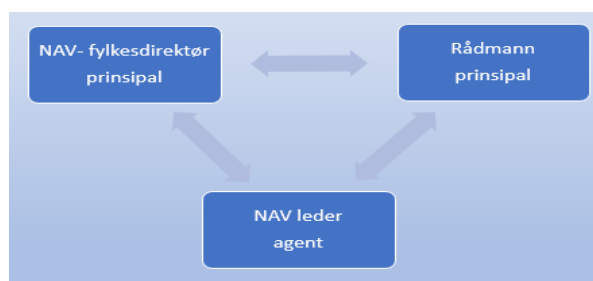 NAV- fylkesdirektør
prinsipal
Rådmann
prinsipal
NAV leder
agent